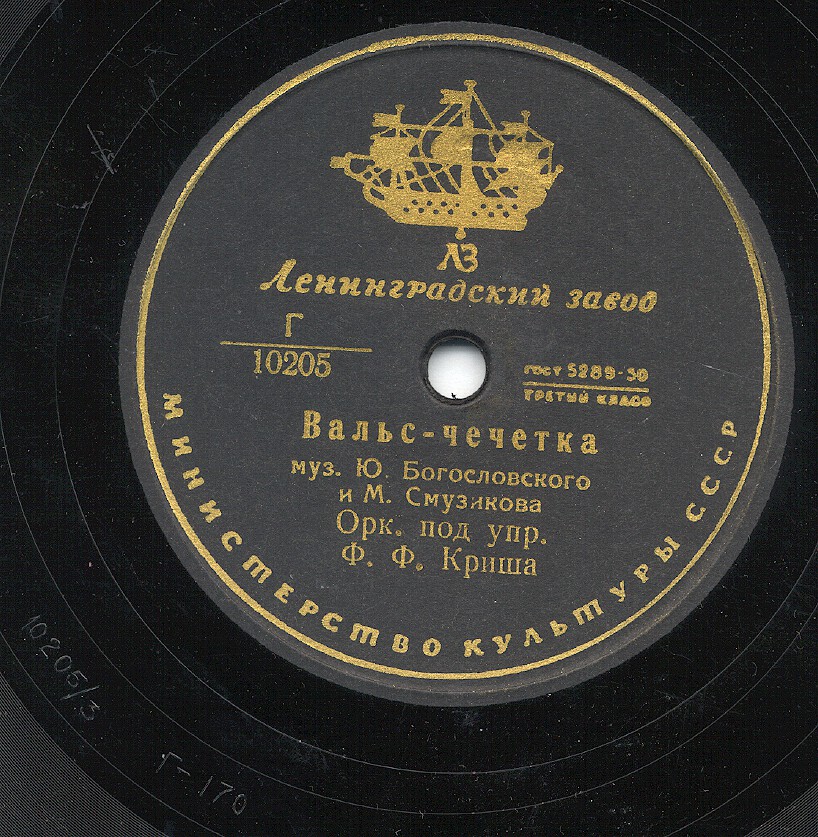 ЛЗ
Ленинградский завод
Г
10205
ГОСТ 5289-50
ТРЕТИЙ КЛАСС
Вальс-чечетка
муз. Ю. Богословского
и М. Смузикова
Орк. под упр.
Ф. Ф. Криша
МИНИСТЕРСТВО КУЛЬТУРЫ СССР
10205/3
Г-170